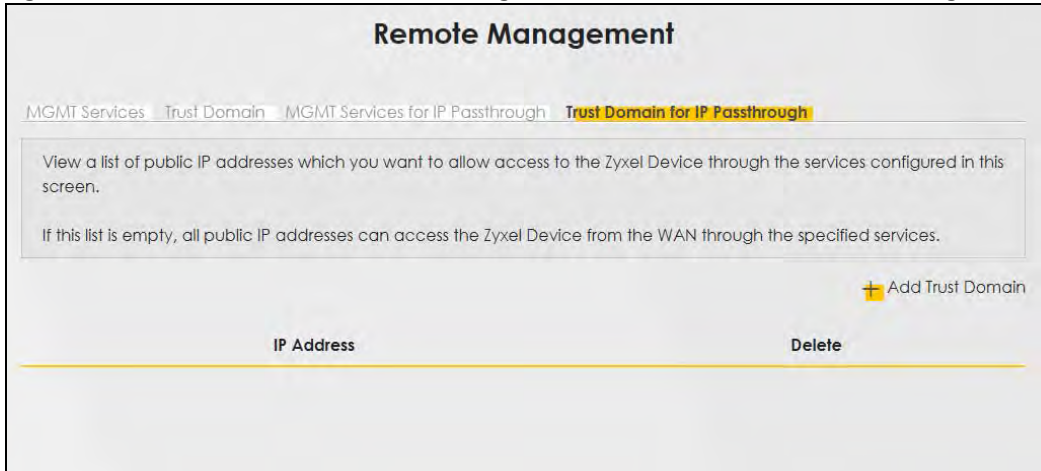 Remote Management
MGMT Services Trust Domain MGMT Services for IP Passthrough Trust Domain for IP Passthrough
View a list of public IP addresses which you want to allow access to the Zyxel Device through the services configured in this
screen.
If this list is empty, all public IP addresses can access the Zyxel Device from the WAN through the specified services.
+ Add Trust Domain
IP Address Delete